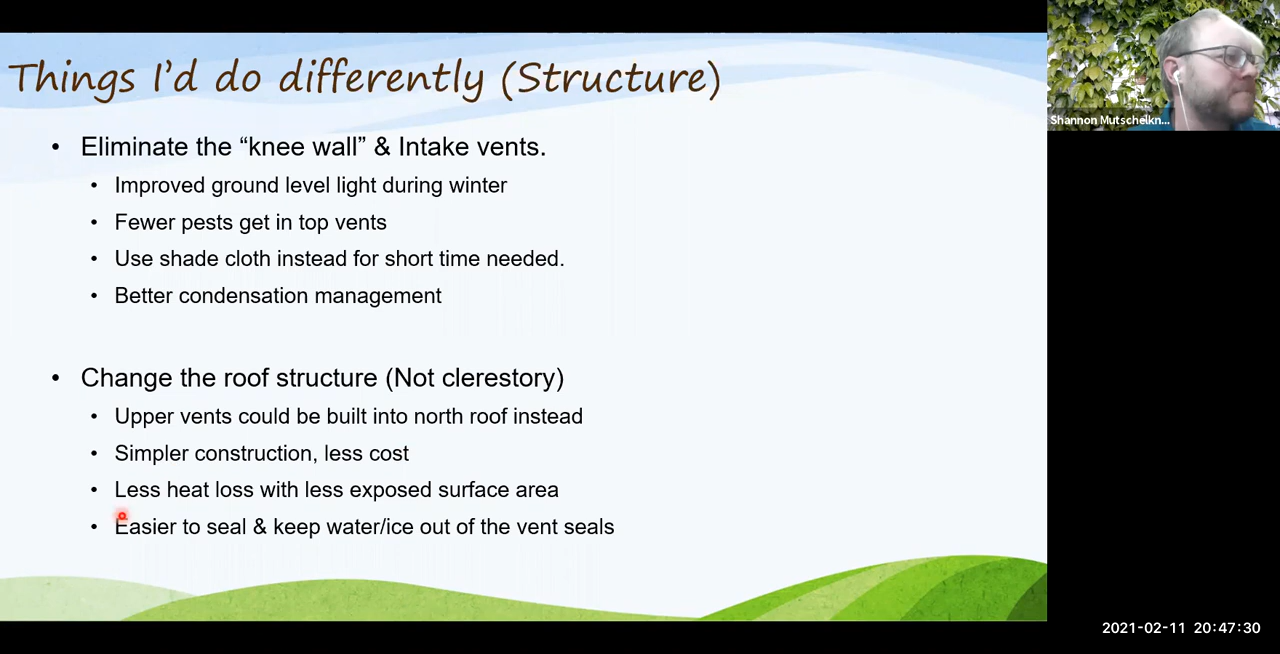 Things I'd do differently (Structure)
• Eliminate the “knee wall” & Intake vents.
• Improved ground level light during winter
• Fewer pests get in top vents
• Use shade cloth instead for short time needed.
• Better condensation management
• Change the roof structure (Not clerestory)
• Upper vents could be built into north roof instead
• Simpler construction, less cost
• Less heat loss with less exposed surface area
• Easier to seal & keep water/ice out of the vent seals
Shannon Mutschelkn...
2021-02-11 20:47:30